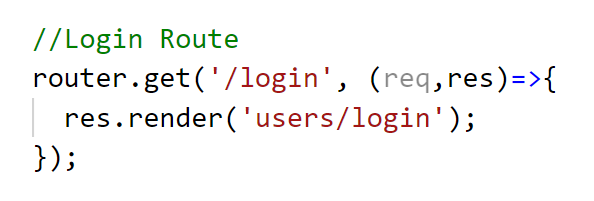 //Login Route
router.get('/login', (req,res)=>{
  res.render('users/login');
});